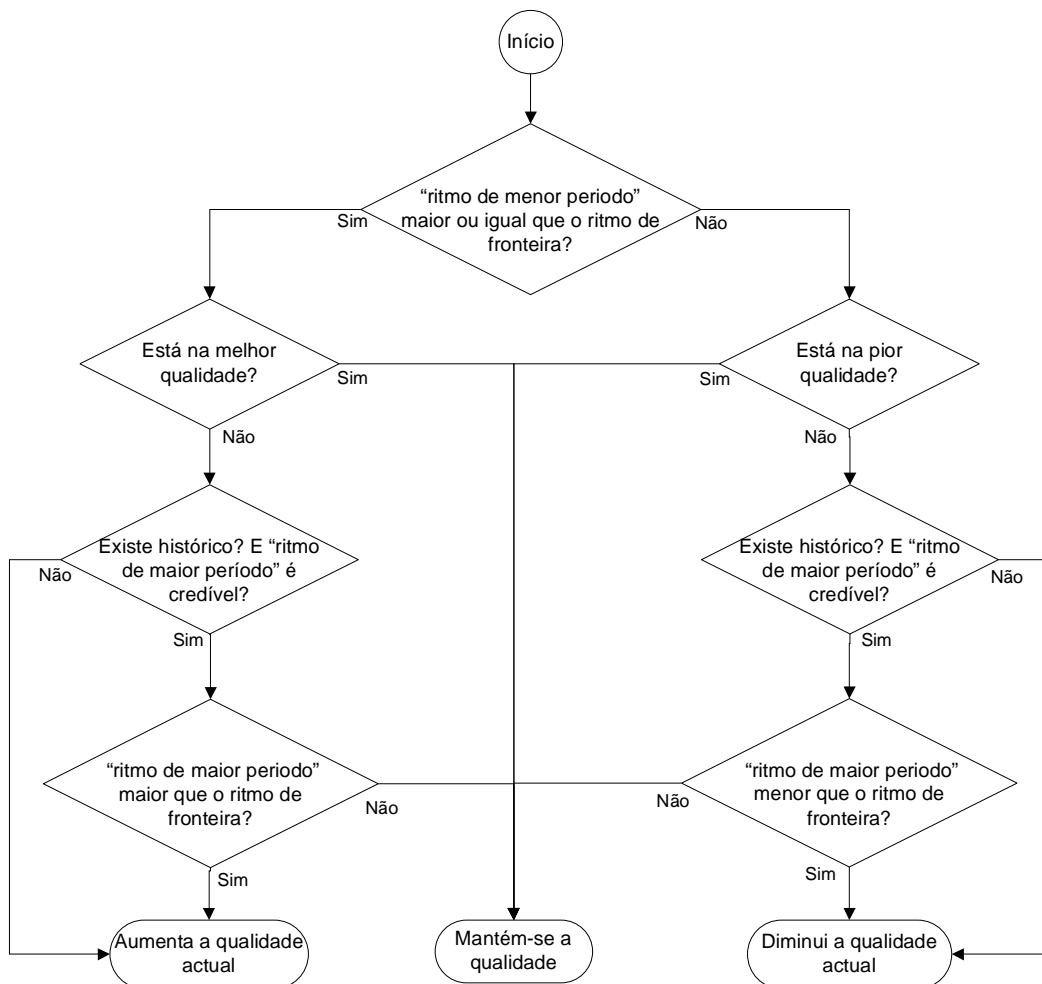 Início
“ritmo de menor periodo”
maior ou igual que o ritmo de
fronteira?
Sim
Não
Está na melhor
qualidade?
Sim
Não
Está na pior
qualidade?
Sim
Não
Existe histórico? E “ritmo
de maior período” é
credível?
Não
Sim
Existe histórico? E “ritmo
de maior período” é
credível?
Não
Sim
“ritmo de maior periodo”
maior que o ritmo de
fronteira?
Não
Sim
“ritmo de maior periodo”
menor que o ritmo de
fronteira?
Não
Sim
Aumenta a qualidade
actual
Mantém-se a
qualidade
Diminui a qualidade
actual